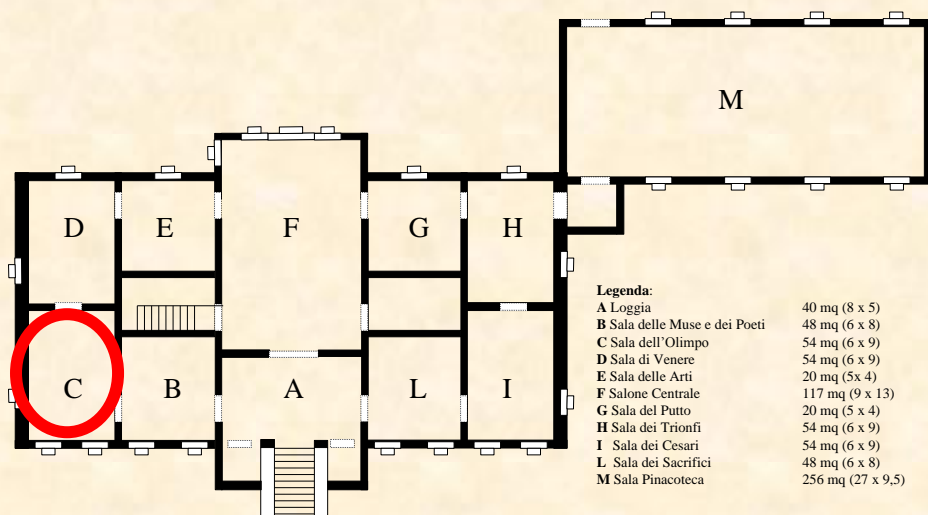 M
D E F G H
C B A L I
Legenda:
A Loggia 40 mq (8 x 5)
B Sala delle Muse e dei Poeti 48 mq (6 x 8)
C Sala dell’Olimpo 54 mq (6 x 9)
D Sala di Venere 54 mq (6 x 9)
E Sala delle Arti 20 mq (5x 4)
F Salone Centrale 117 mq (9 x 13)
G Sala del Putto 20 mq (5 x 4)
H Sala dei Trionfi 54 mq (6 x 9)
I Sala dei Cesari 54 mq (6 x 9)
L Sala dei Sacrifici 48 mq (6 x 8)
M Sala Pinacoteca 256 mq (27 x 9,5)